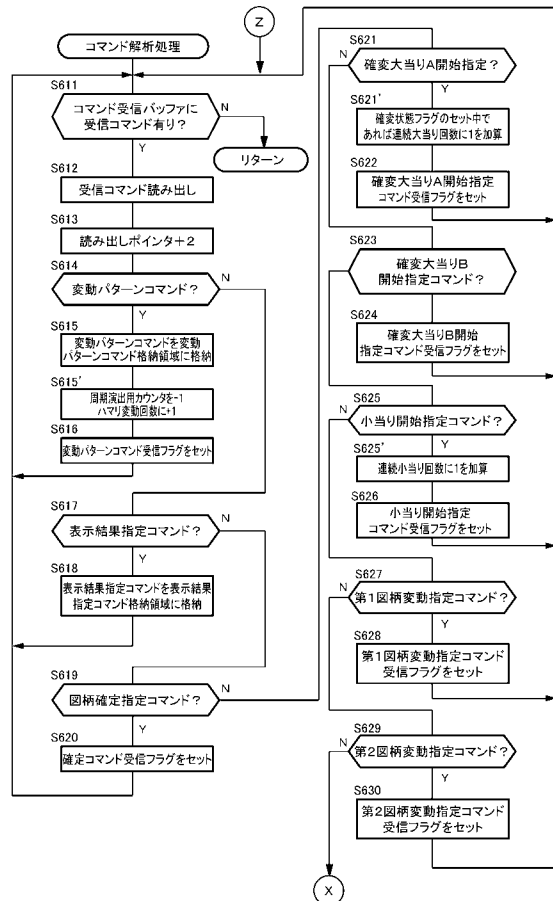 Z
コマンド解析処理
S611
コマンド受信バッファに
受信コマンド有り？
N
Y
リターン
S612
受信コマンド読み出し
S613
読み出しポインタ＋2
S614
変動パターンコマンド？
N
Y
S615
変動パターンコマンドを変動
パターンコマンド格納領域に格納
S615'
周期演出用カウンタを-1
ハマリ変動回数に+1
S616
変動パターンコマンド受信フラグをセット
S617
表示結果指定コマンド？
N
Y
S618
表示結果指定コマンドを表示結果
指定コマンド格納領域に格納
S619
図柄確定指定コマンド？
N
Y
S620
確定コマンド受信フラグをセット
S621
N
確変大当りA開始指定？
Y
S621'
確変状態フラグのセット中で
あれば連続大当り回数に1を加算
S622
確変大当りA開始指定
コマンド受信フラグをセット
S623
N
確変大当りB
開始指定コマンド？
Y
S624
確変大当りB開始
指定コマンド受信フラグをセット
S625
N
小当り開始指定コマンド？
Y
S625'
連続小当り回数に1を加算
S626
小当り開始指定
コマンド受信フラグをセット
S627
N
第1図柄変動指定コマンド？
Y
S628
第1図柄変動指定コマンド
受信フラグをセット
S629
N
第2図柄変動指定コマンド？
Y
S630
第2図柄変動指定コマンド
受信フラグをセット
X